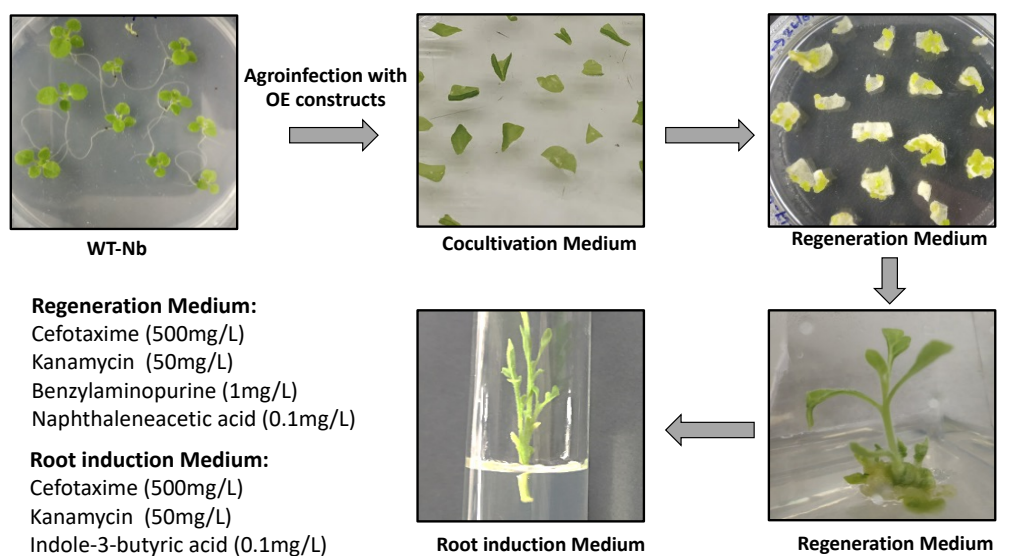 Agroinfection with
OE constructs
WT-Nb
Cocultivation Medium
Regeneration Medium
Regeneration Medium:
Cefotaxime (500mg/L)
Kanamycin (50mg/L)
Benzylaminopurine (1mg/L)
Naphthaleneacetic acid (0.1mg/L)
Root induction Medium:
Cefotaxime (500mg/L)
Kanamycin (50mg/L)
Indole-3-butyric acid (0.1mg/L)
Root induction Medium
Regeneration Medium